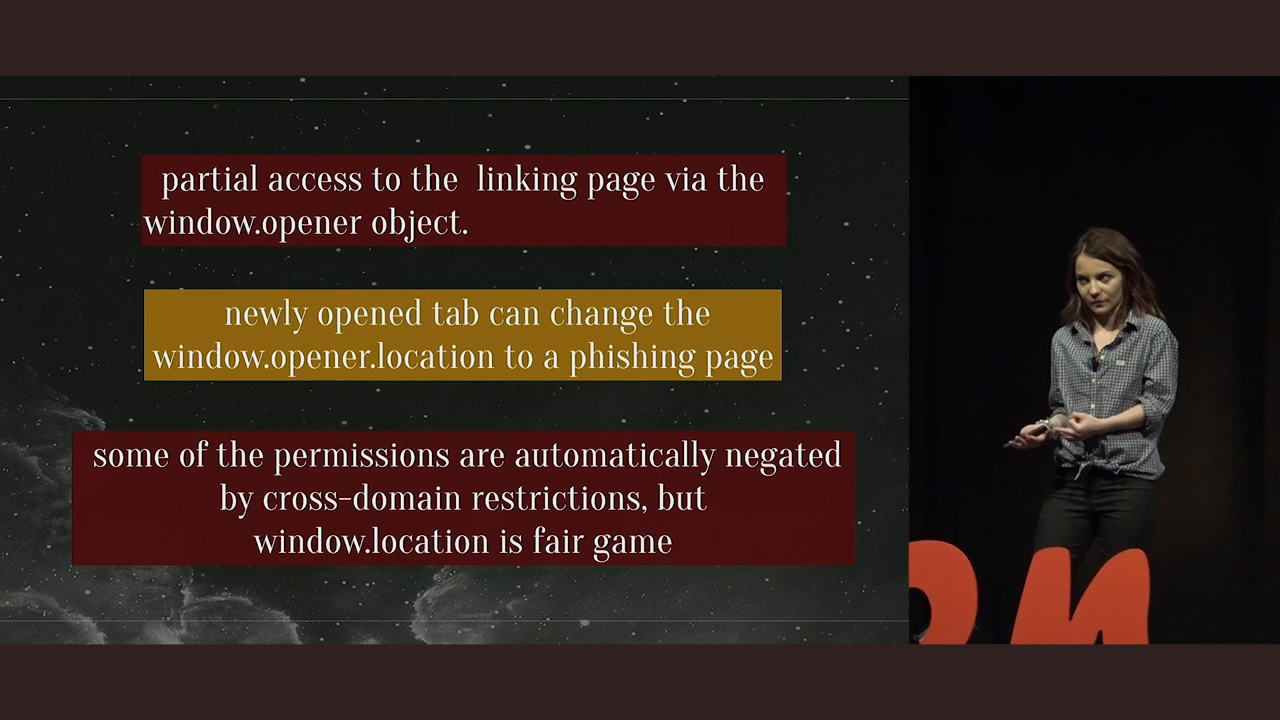 partial access to the linking page via the
window.opener object.
newly opened tab can change the
window.opener.location to a phishing page
some of the permissions are automatically negated
by cross-domain restrictions, but
window.location is fair game